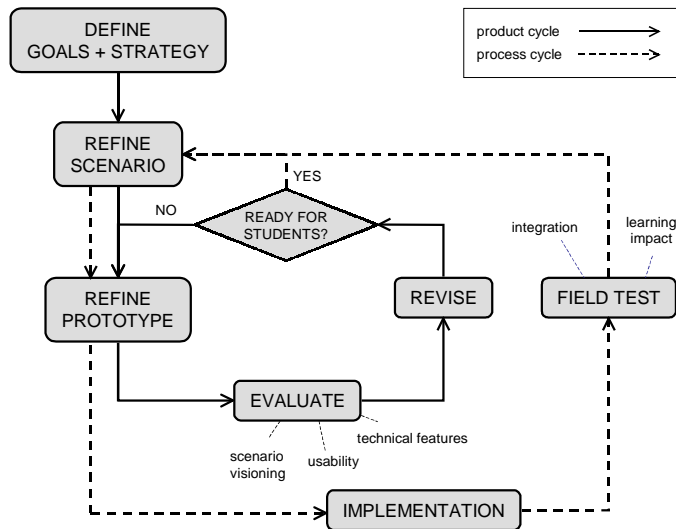 DEFINE
GOALS + STRATEGY
product cycle
process cycle
REFINE
SCENARIO
YES
NO
READY FOR
STUDENTS?
integration
learning
impact
REFINE
PROTOTYPE
REVISE
FIELD TEST
EVALUATE
scenario
visioning
usability
technical features
IMPLEMENTATION